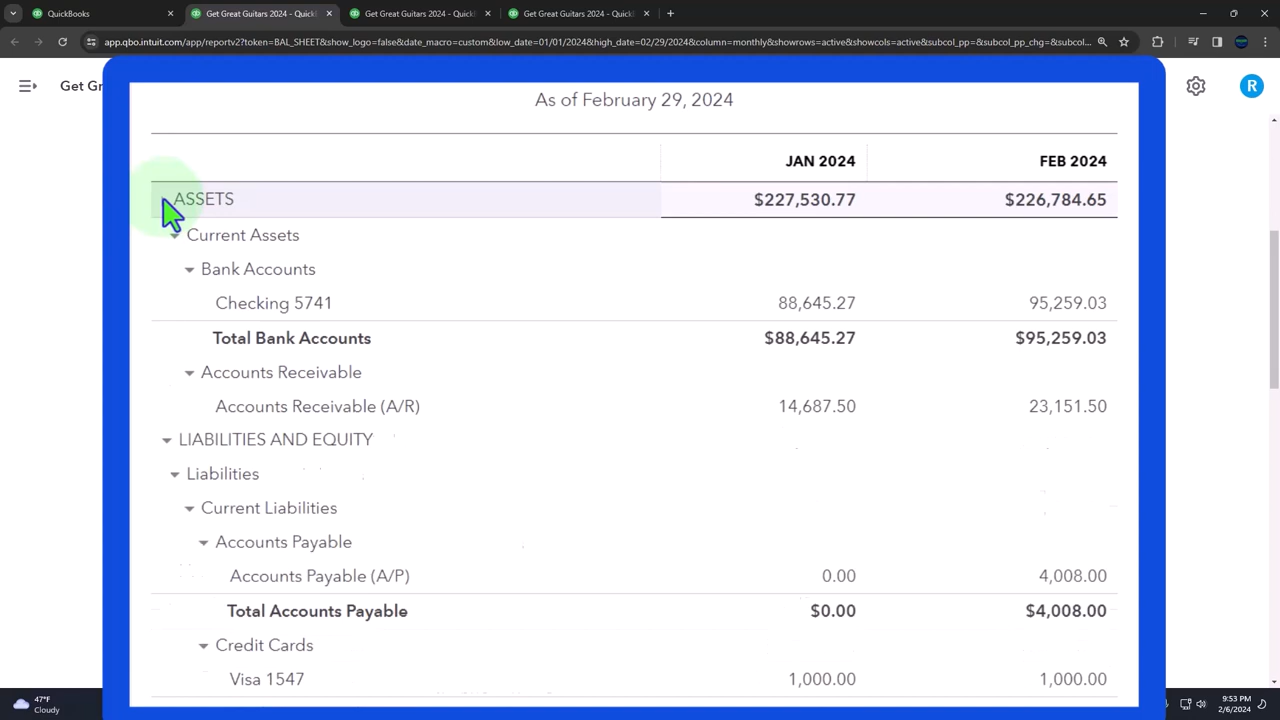 QuickBooks
Get Great Guitars 2024 - Quick
Get Great Guitars 2024 - Quick
Get Great Guitars 2024 - Quick
app.qbo.intuit.com/app/reportv2?token=BAL_SHEET&show_logo=false&date_macro=custom&low_date=01/01/2024&high_date=02/29/2024&column=monthly&showrows=active&showcols=active&subcol_pp=&subcol_pp_chg=&subcol...
Get Gr
R
As of February 29, 2024
JAN 2024 FEB 2024
ASSETS $227,530.77 $226,784.65
Current Assets
Bank Accounts
Checking 5741 88,645.27 95,259.03
Total Bank Accounts $88,645.27 $95,259.03
Accounts Receivable
Accounts Receivable (A/R) 14,687.50 23,151.50
LIABILITIES AND EQUITY
Liabilities
Current Liabilities
Accounts Payable
Accounts Payable (A/P) 0.00 4,008.00
Total Accounts Payable $0.00 $4,008.00
Credit Cards
Visa 1547 1,000.00 1,000.00
47°F
Cloudy
9:53 PM
2/6/2024